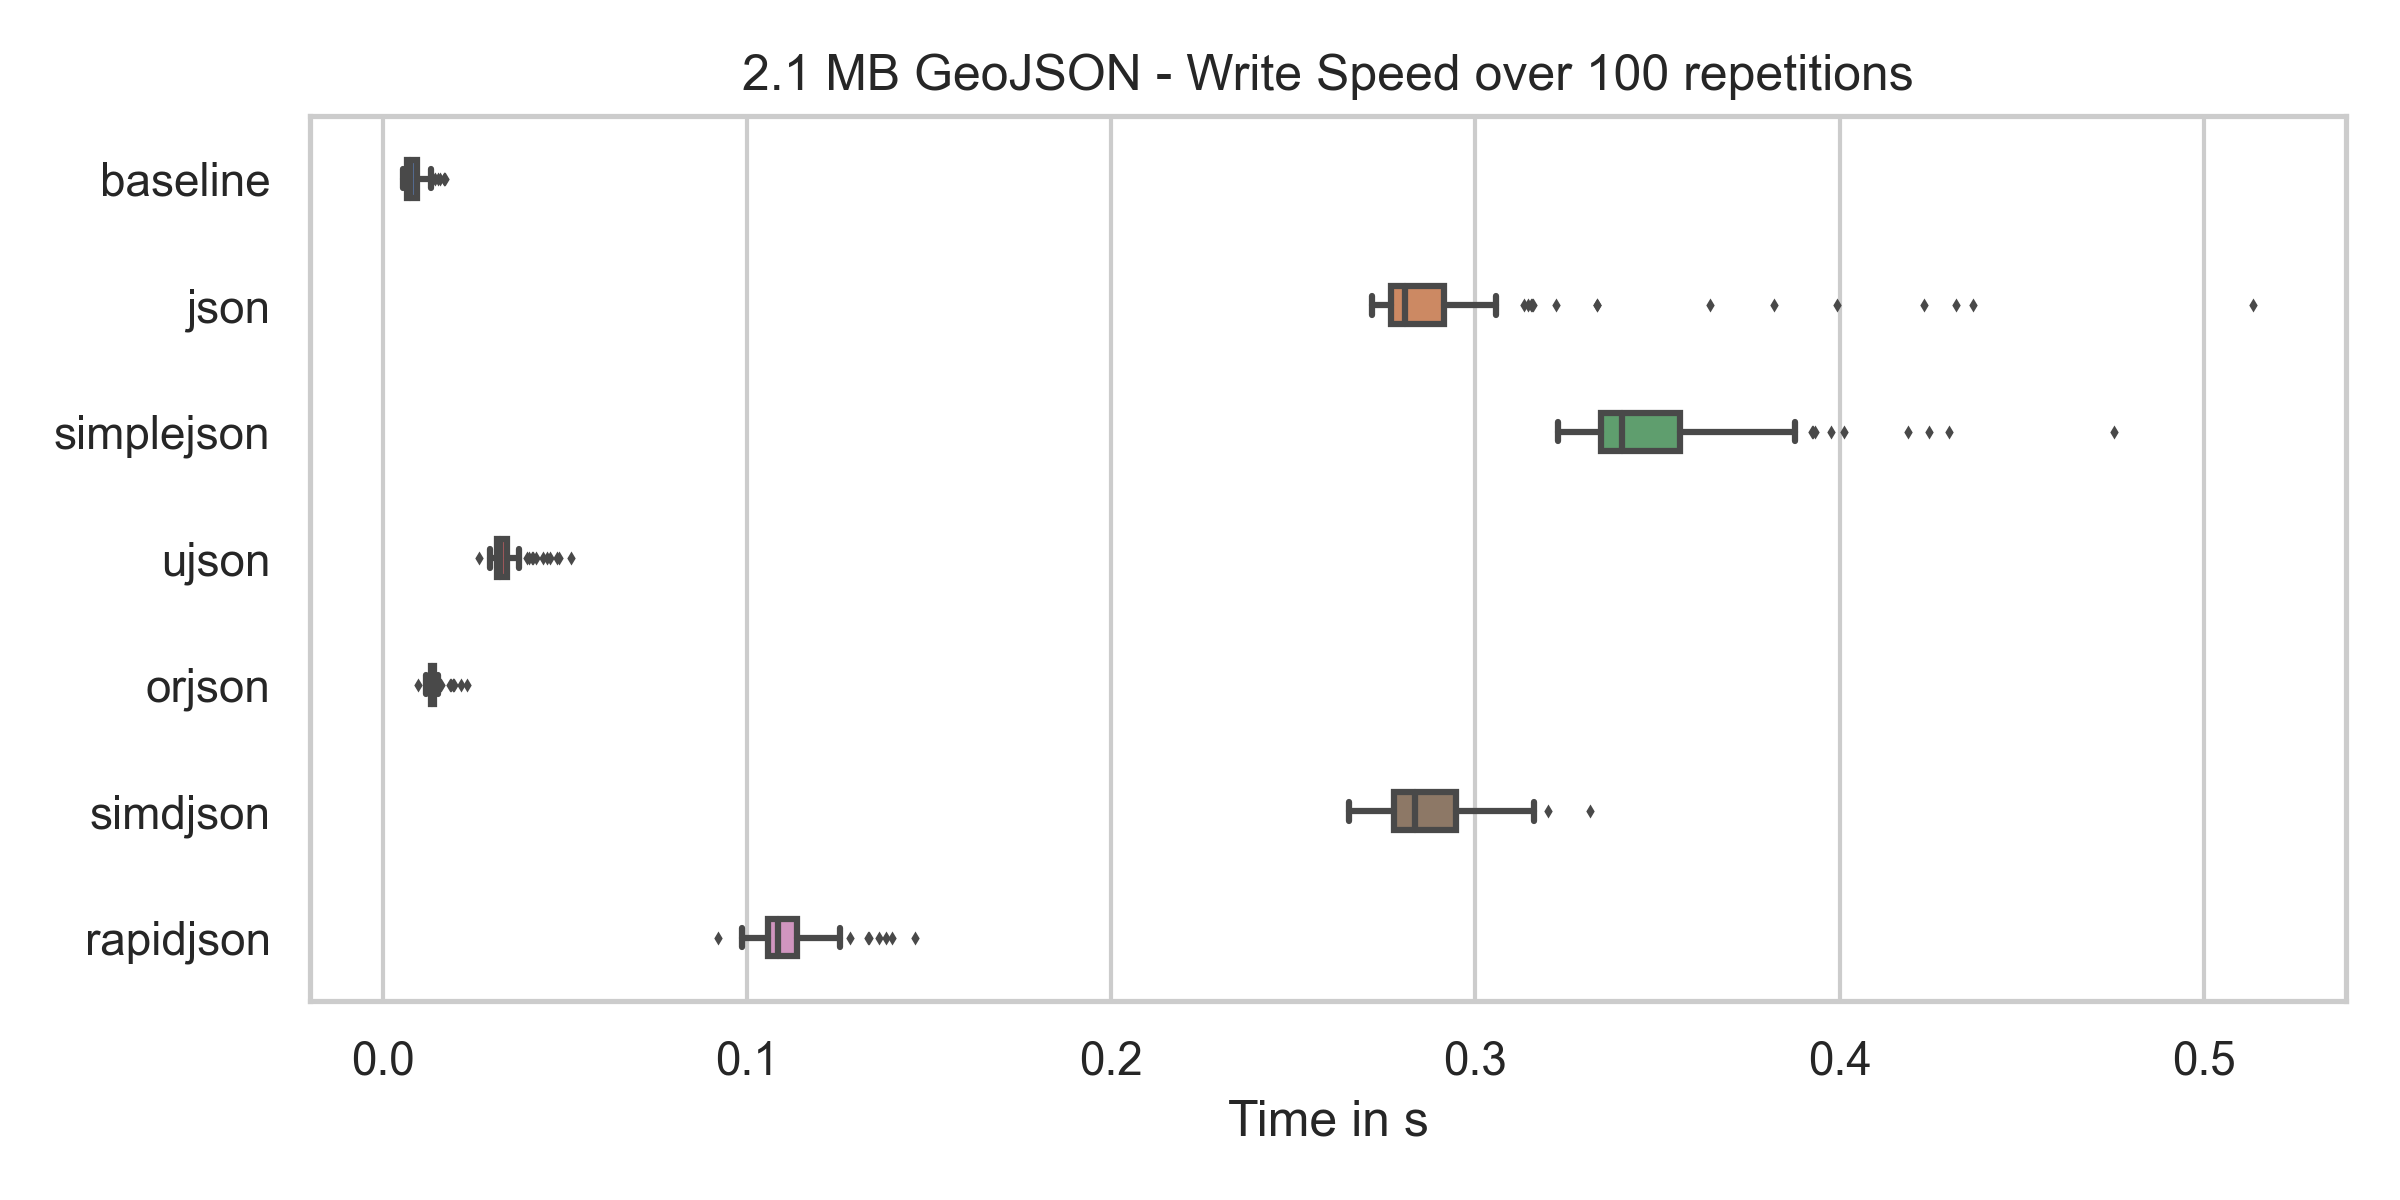 2.1 MB GeoJSON - Write Speed over 100 repetitions
baseline
json
simplejson
ujson
orjson
simdjson
rapidjson
0.0 0.1 0.2 0.3 0.4 0.5
Time in s